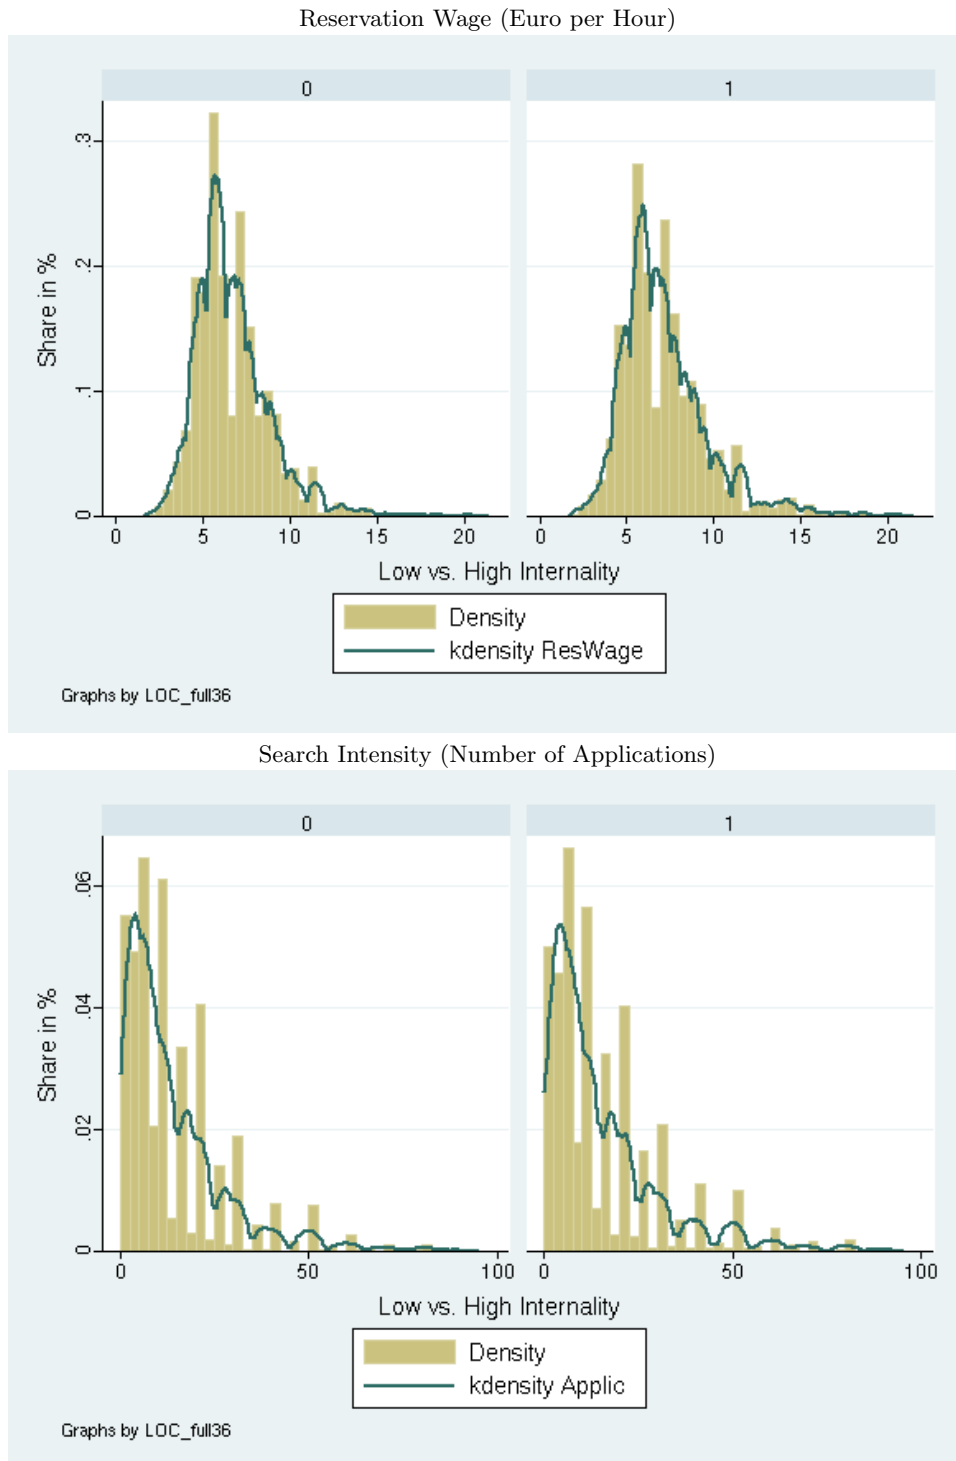 Reservation Wage (Euro per Hour)
0 1
Share in %
0 .1 .2 .3
0 5 10 15 20 0 5 10 15 20
Low vs. High Internality
Density
kdensity ResWage
Graphs by LOC_full36
Search Intensity (Number of Applications)
0 1
Share in %
0 .02 .04 .06
0 50 100 0 50 100
Low vs. High Internality
Density
kdensity Applic
Graphs by LOC_full36